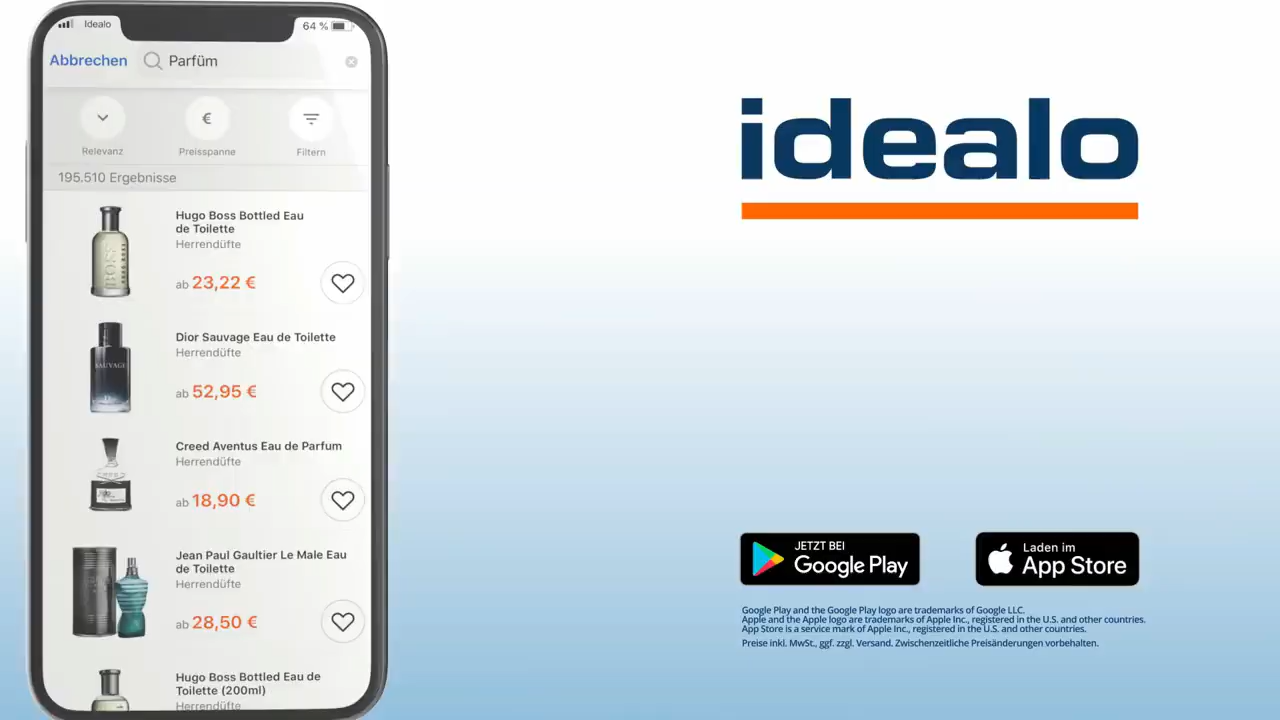 Idealo
64 %
Abbrechen
Parfüm
€
Relevanz
Preisspanne
Filtern
195.510 Ergebnisse
Hugo Boss Bottled Eau
de Toilette
Herrendüfte
ab 23,22 €
BOSS
Dior Sauvage Eau de Toilette
Herrendüfte
ab 52,95 €
SAUVAGE
Creed Aventus Eau de Parfum
Herrendüfte
ab 18,90 €
CREED
Jean Paul Gaultier Le Male Eau
de Toilette
Herrendüfte
ab 28,50 €
Hugo Boss Bottled Eau de
Toilette (200ml)
Herrendüfte
idealo
JETZT BEI
Google Play
Laden im
App Store
Google Play and the Google Play logo are trademarks of Google LLC.
Apple and the Apple logo are trademarks of Apple Inc., registered in the U.S. and other countries.
App Store is a service mark of Apple Inc., registered in the U.S. and other countries.
Preise inkl. MwSt., ggf. zzgl. Versand. Zwischenzeitliche Preisänderungen vorbehalten.